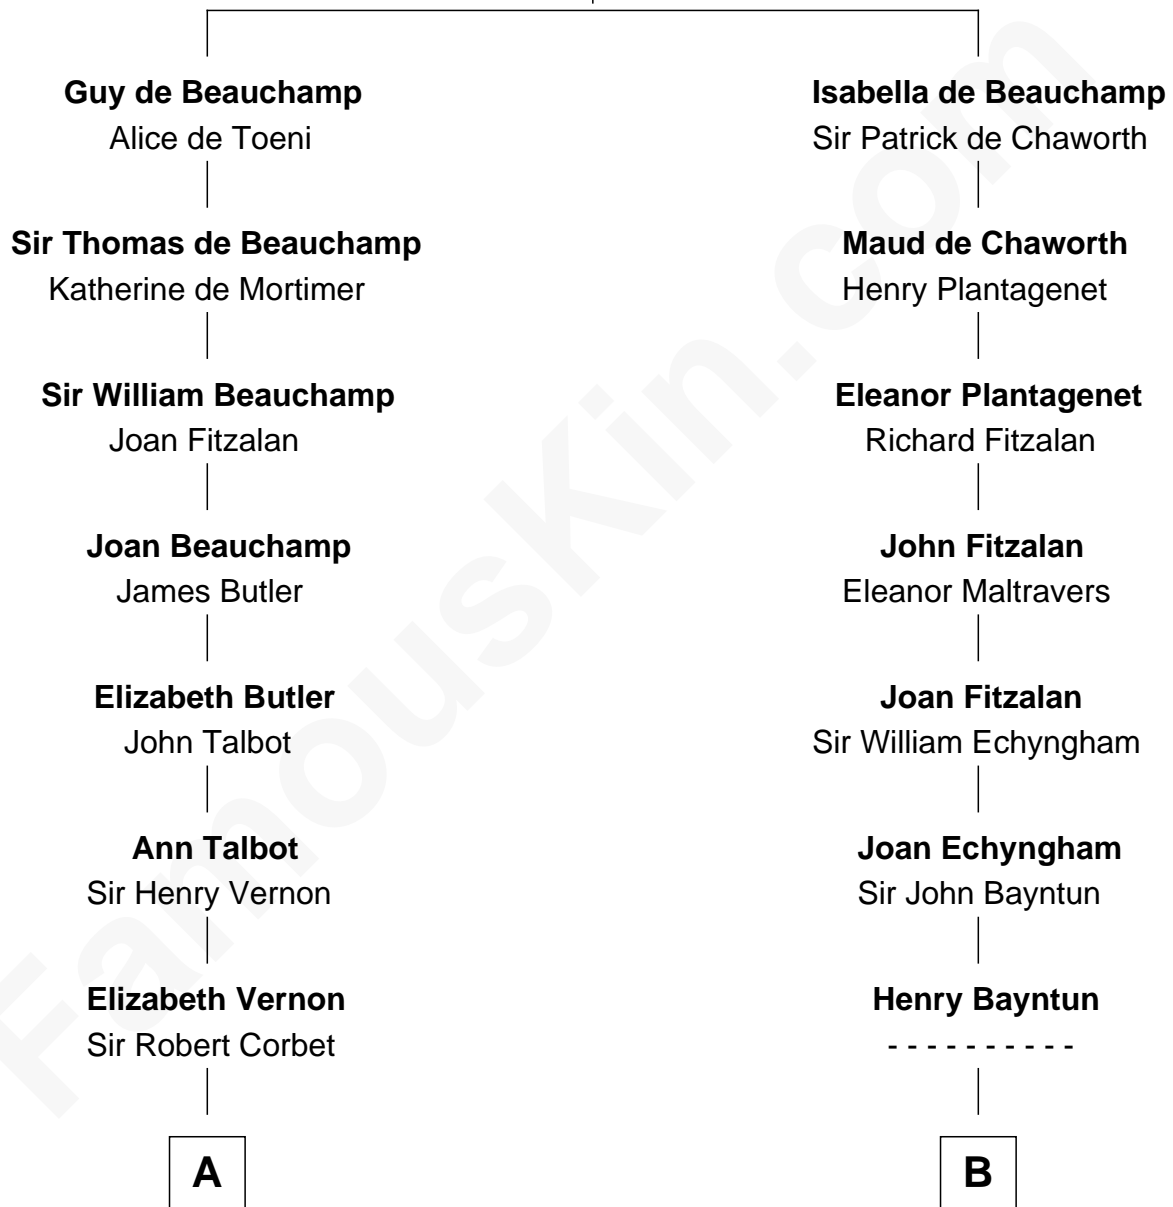 Guy de Beauchamp
Alice de Toeni
Sir Thomas de Beauchamp
Katherine de Mortimer
Sir William Beauchamp
Joan Fitzalan
Joan Beauchamp
James Butler
Elizabeth Butler
John Talbot
Ann Talbot
Sir Henry Vernon
Elizabeth Vernon
Sir Robert Corbet
A
Isabella de Beauchamp
Sir Patrick de Chaworth
Maud de Chaworth
Henry Plantagenet
Eleanor Plantagenet
Richard Fitzalan
John Fitzalan
Eleanor Maltravers
Joan Fitzalan
Sir William Echyngham
Joan Echyngham
Sir John Bayntun
Henry Bayntun
- - - - - - - - - -
B
FamousKin.com